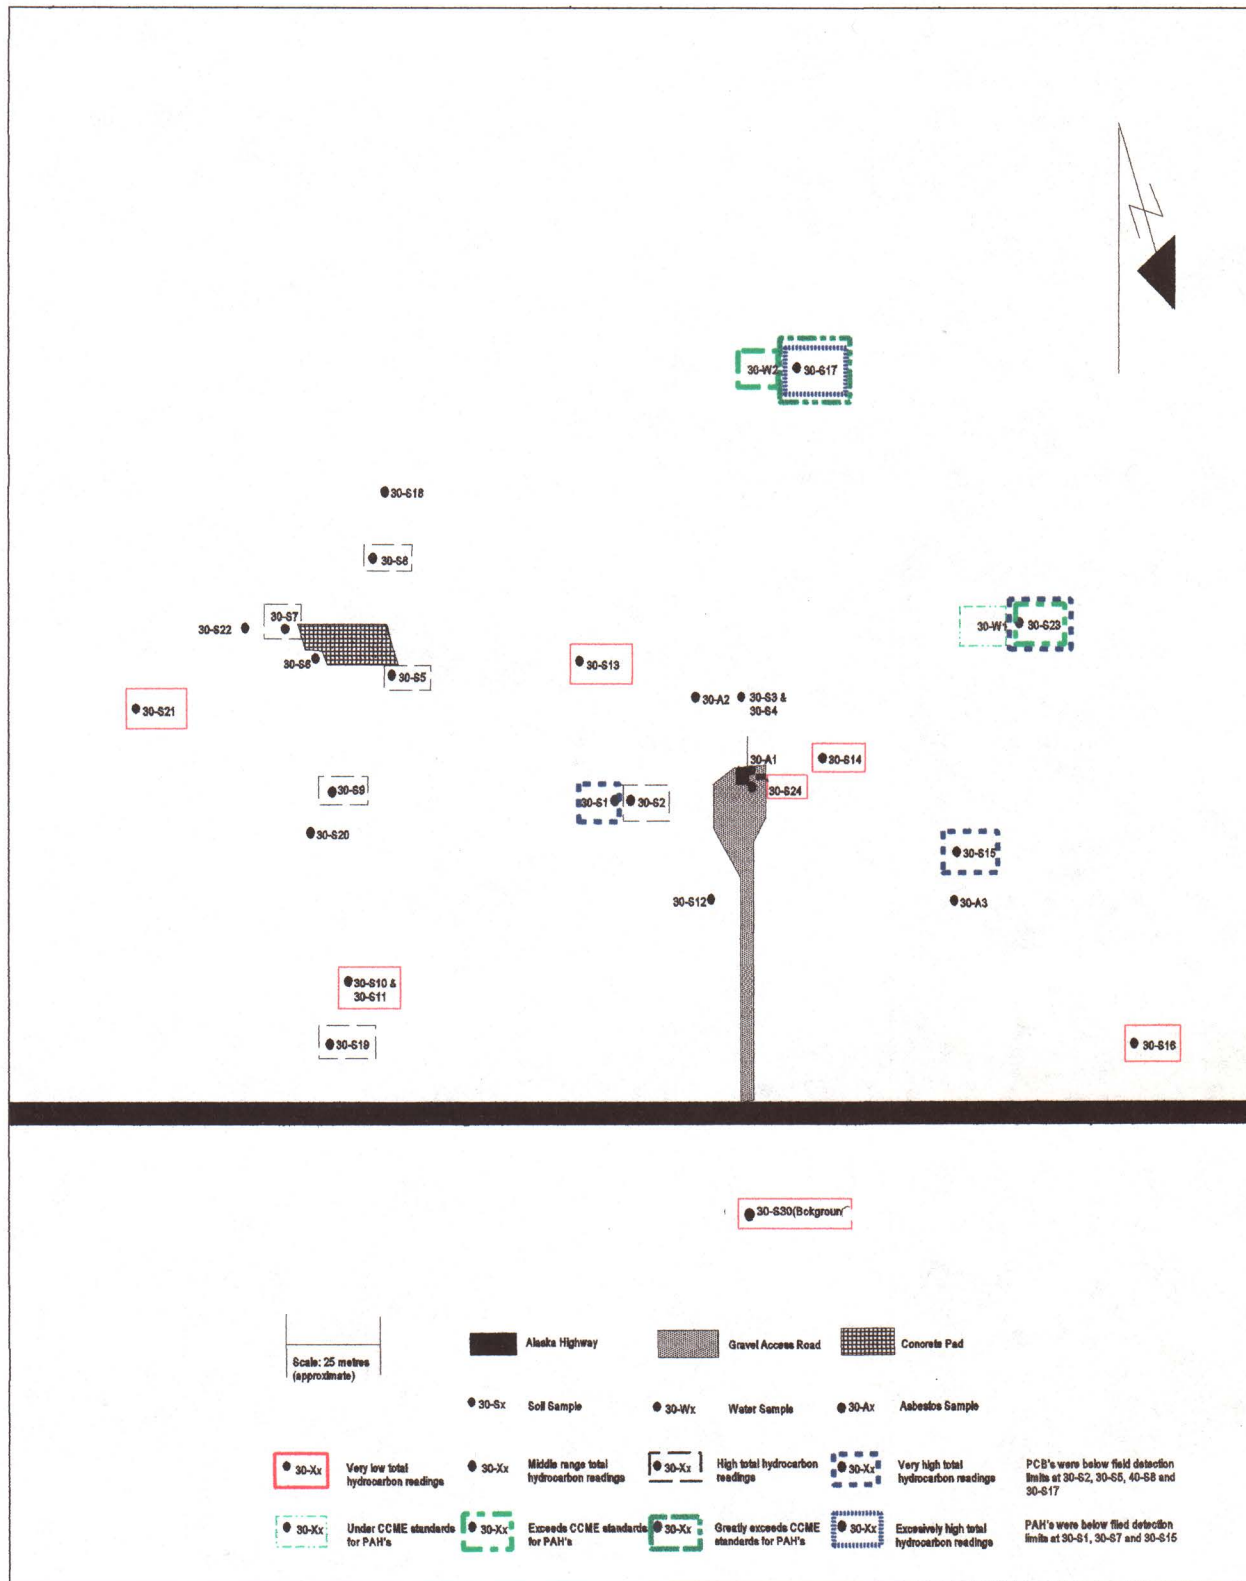 30-W2
30-S17
30-S18
30-S8
30-S7
30-S22
30-S6
30-S5
30-S13
30-W1
30-S23
30-S21
30-A2
30-S3 &
30-S4
30-A1
30-S14
30-S24
30-S9
30-S1
30-S2
30-S20
30-S15
30-S12
30-A3
30-S10 &
30-S11
30-S19
30-S16
30-S30(Bckgroun
Scale: 25 metres
(approximate)
Alaska Highway
Gravel Access Road
Concrete Pad
30-Sx Soil Sample
30-Wx Water Sample
30-Ax Asbestos Sample
30-Xx Very low total
hydrocarbon readings
30-Xx Middle range total
hydrocarbon readings
30-Xx High total hydrocarbon
readings
30-Xx Very high total
hydrocarbon readings
PCB's were below field detection
limits at 30-S2, 30-S5, 40-S8 and
30-S17
30-Xx Under CCME standards
for PAH's
30-Xx Exceeds CCME standards
for PAH's
30-Xx Greatly exceeds CCME
standards for PAH's
30-Xx Excesively high total
hydrocarbon readings
PAH's were below filed detection
limits at 30-S1, 30-S7 and 30-S15